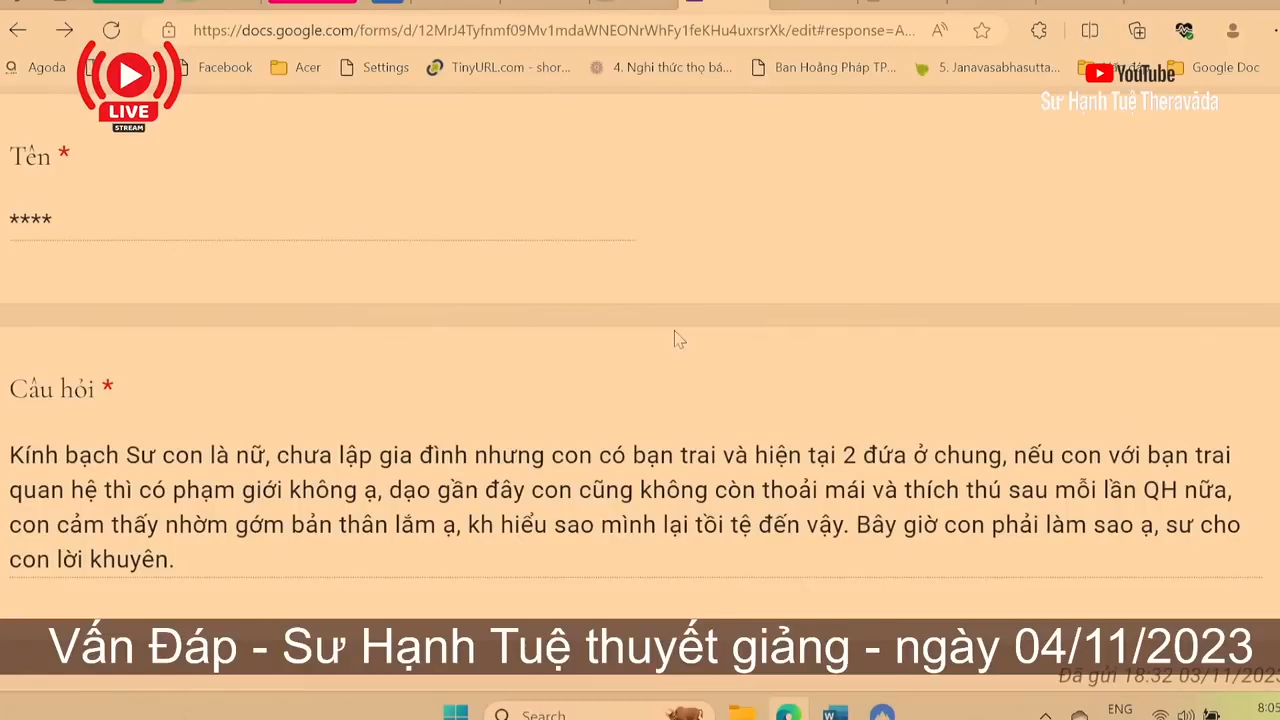 https://docs.google.com/forms/d/12MrJ4Tyfnmf09Mv1mdaWNEONrWhFy1feKHu4uxrsrXk/edit#response=A...
Agoda Facebook Acer Settings TinyURL.com - shor... 4. Nghi thức thọ bá... Ban Hoằng Pháp TP... 5. Janavasabhasutta... Google Doc
LIVE
STREAM
YouTube
Sư Hạnh Tuệ Theravāda
Tên *
****
Câu hỏi *
Kính bạch Sư con là nữ, chưa lập gia đình nhưng con có bạn trai và hiện tại 2 đứa ở chung, nếu con với bạn trai
quan hệ thì có phạm giới không ạ, dạo gần đây con cũng không còn thoải mái và thích thú sau mỗi lần QH nữa,
con cảm thấy nhờm gớm bản thân lắm ạ, kh hiểu sao mình lại tồi tệ đến vậy. Bây giờ con phải làm sao ạ, sư cho
con lời khuyên.
Vấn Đáp - Sư Hạnh Tuệ thuyết giảng - ngày 04/11/2023
Đã gửi 18:32 03/11/2023
Search
ENG
8:05